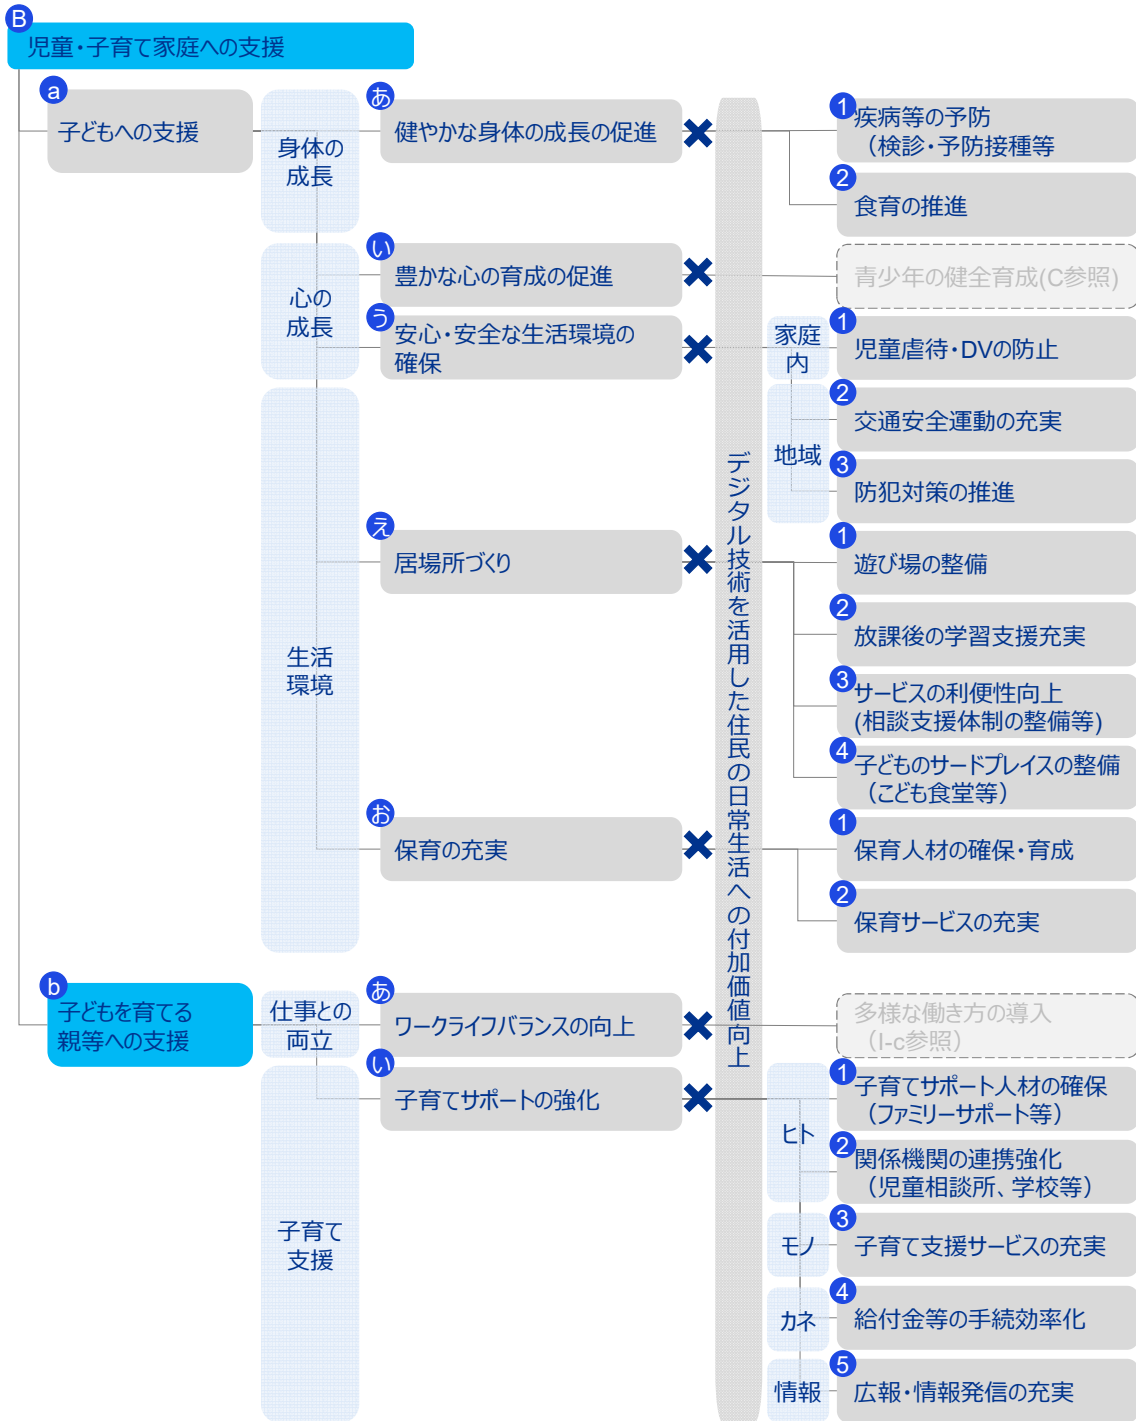 B
児童・子育て家庭への支援
a
子どもへの支援
身体の
成長
あ
健やかな身体の成長の促進
1
疾病等の予防
（検診・予防接種等
2
食育の推進
心の
成長
い
豊かな心の育成の促進
青少年の健全育成(C参照)
う
安心・安全な生活環境の
確保
家庭
内
1
児童虐待・DVの防止
地域
2
交通安全運動の充実
3
防犯対策の推進
デジタル技術を活用した住民の日常生活への付加価値向上
生活
環境
え
居場所づくり
1
遊び場の整備
2
放課後の学習支援充実
3
サービスの利便性向上
(相談支援体制の整備等)
4
子どものサードプレイスの整備
（こども食堂等）
お
保育の充実
1
保育人材の確保・育成
2
保育サービスの充実
b
子どもを育てる
親等への支援
仕事との
両立
あ
ワークライフバランスの向上
多様な働き方の導入
（I-c参照）
子育て
支援
い
子育てサポートの強化
ヒト
1
子育てサポート人材の確保
（ファミリーサポート等）
2
関係機関の連携強化
（児童相談所、学校等）
モノ
3
子育て支援サービスの充実
カネ
4
給付金等の手続効率化
情報
5
広報・情報発信の充実